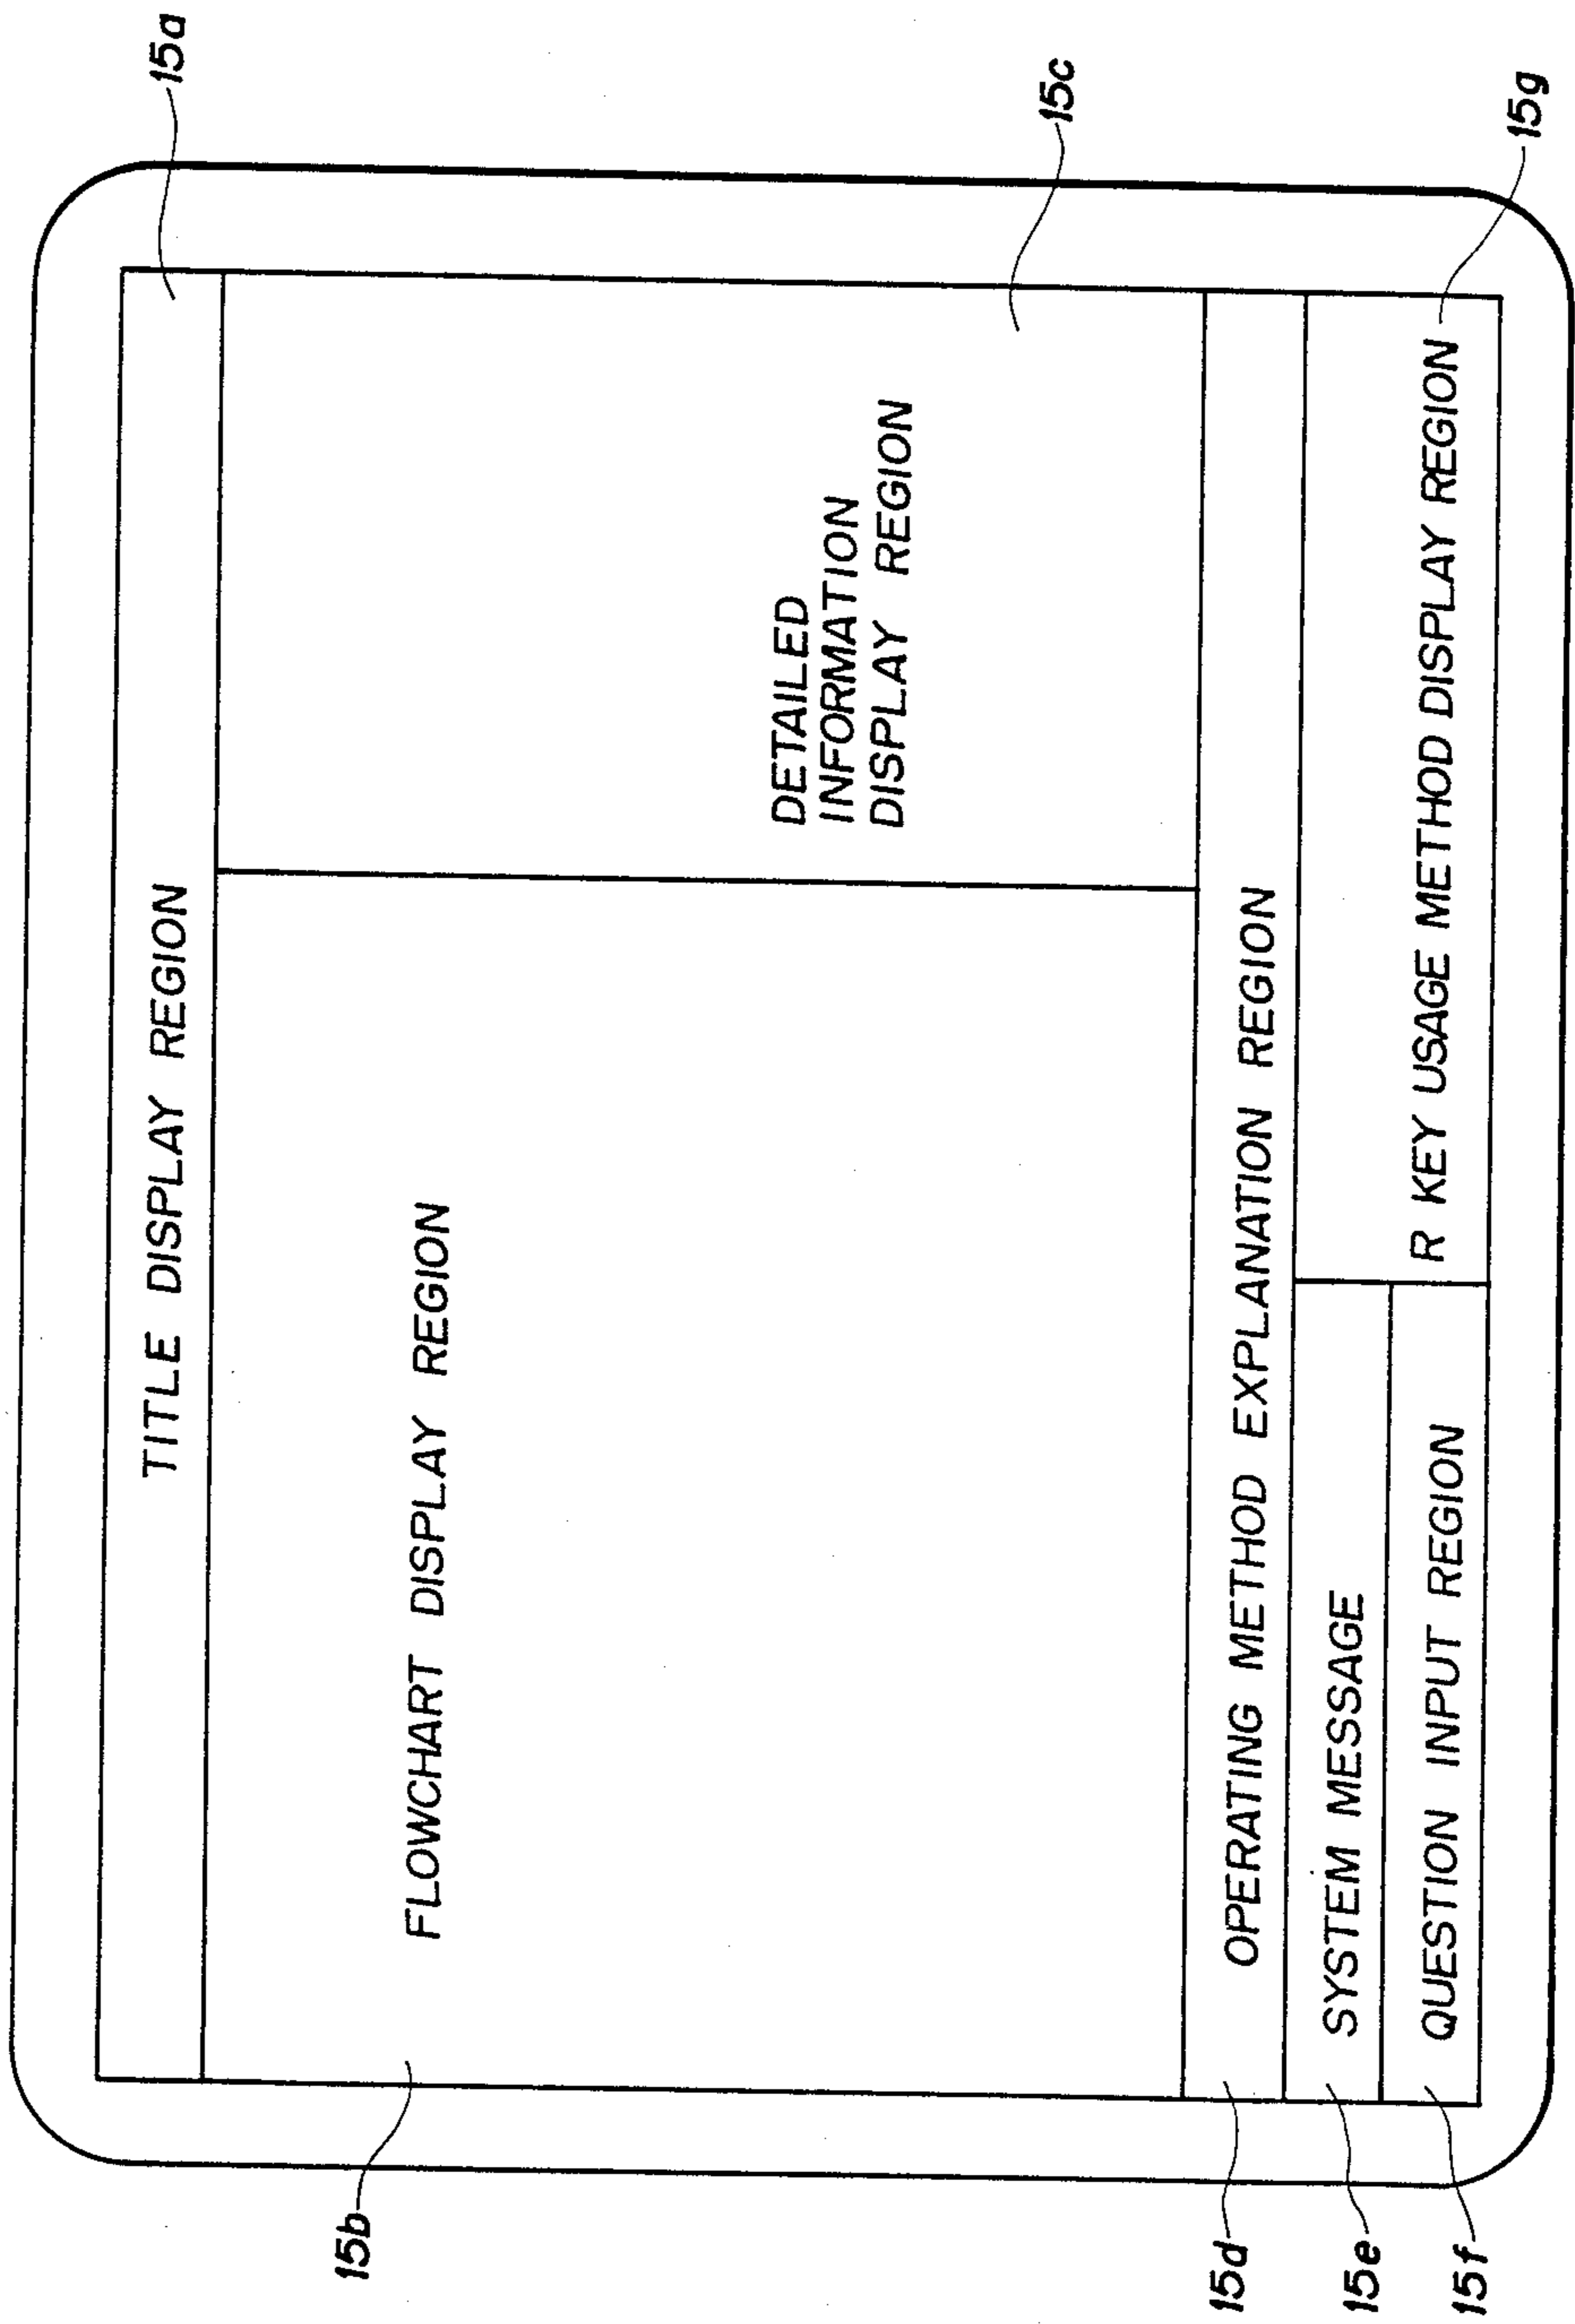 15a
TITLE DISPLAY REGION
15b
FLOWCHART DISPLAY REGION
15c
DETAILED
INFORMATION
DISPLAY REGION
15d
OPERATING METHOD EXPLANATION REGION
15e
SYSTEM MESSAGE
15f
QUESTION INPUT REGION
R KEY USAGE METHOD DISPLAY REGION
15g